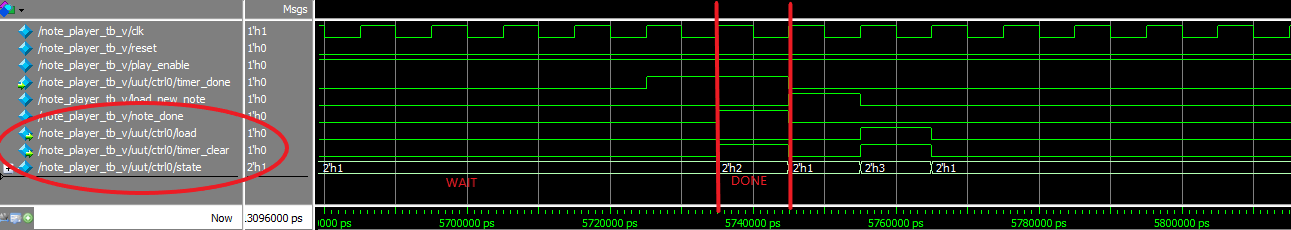 Msgs
/note_player_tb_v/clk 1'h1
/note_player_tb_v/reset 1'h0
/note_player_tb_v/play_enable 1'h0
/note_player_tb_v/uut/ctrl0/timer_done 1'h0
/note_player_tb_v/load_new_note 1'h0
/note_player_tb_v/note_done 1'h0
/note_player_tb_v/uut/ctrl0/load 1'h0
/note_player_tb_v/uut/ctrl0/timer_clear 1'h0
/note_player_tb_v/uut/ctrl0/state 2'h1 2'h1 2'h2 2'h1 2'h3 2'h1
WAIT DONE
Now .3096000 ps 0000 ps 5700000 ps 5720000 ps 5740000 ps 5760000 ps 5780000 ps 5800000 ps